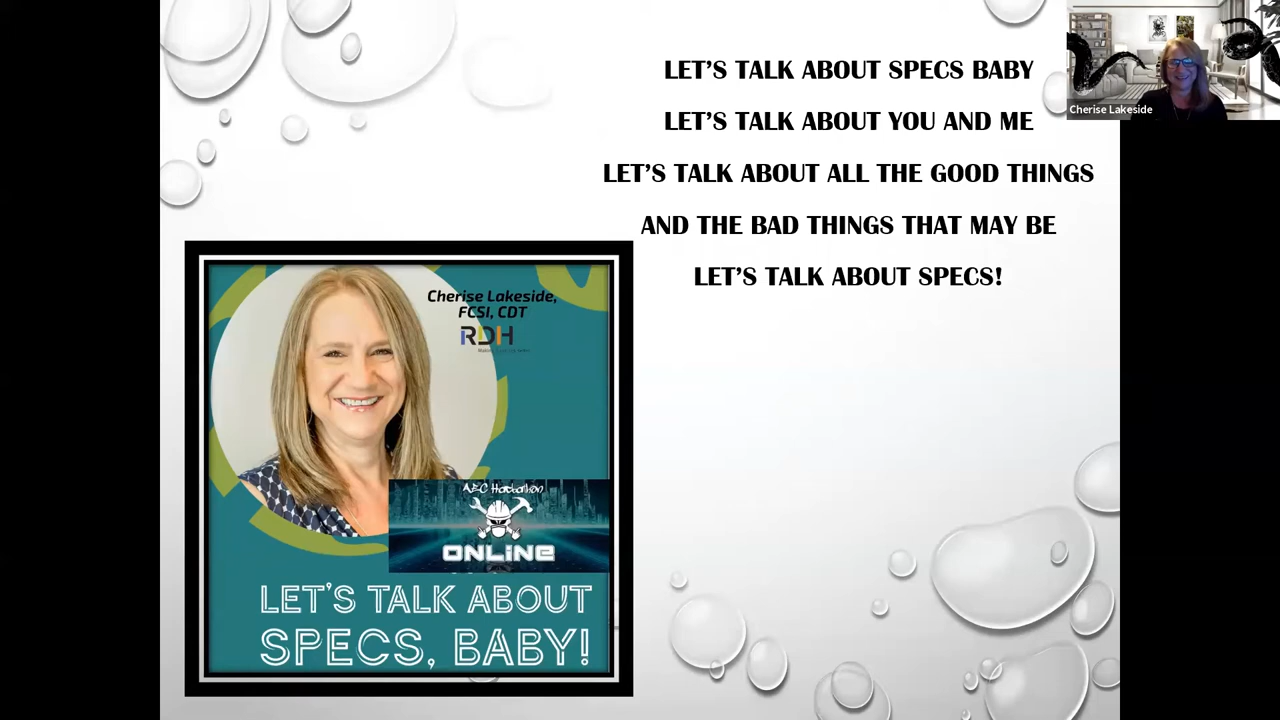 LET'S TALK ABOUT SPECS BABY
LET'S TALK ABOUT YOU AND ME
LET'S TALK ABOUT ALL THE GOOD THINGS
AND THE BAD THINGS THAT MAY BE
LET'S TALK ABOUT SPECS!
Cherise Lakeside
Cherise Lakeside,
FCSI, CDT
RDH
AEC Hackathon
ONLINE
LET'S TALK ABOUT
SPECS, BABY!